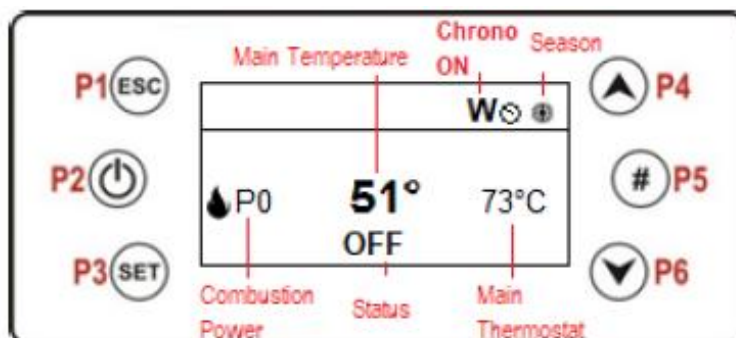 Main Temperature
Chrono
ON
Season
P1 ESC
P4
W
P2
P5 #
P0
51°
73°C
OFF
P3 SET
P6
Combustion
Power
Status
Main
Thermostat